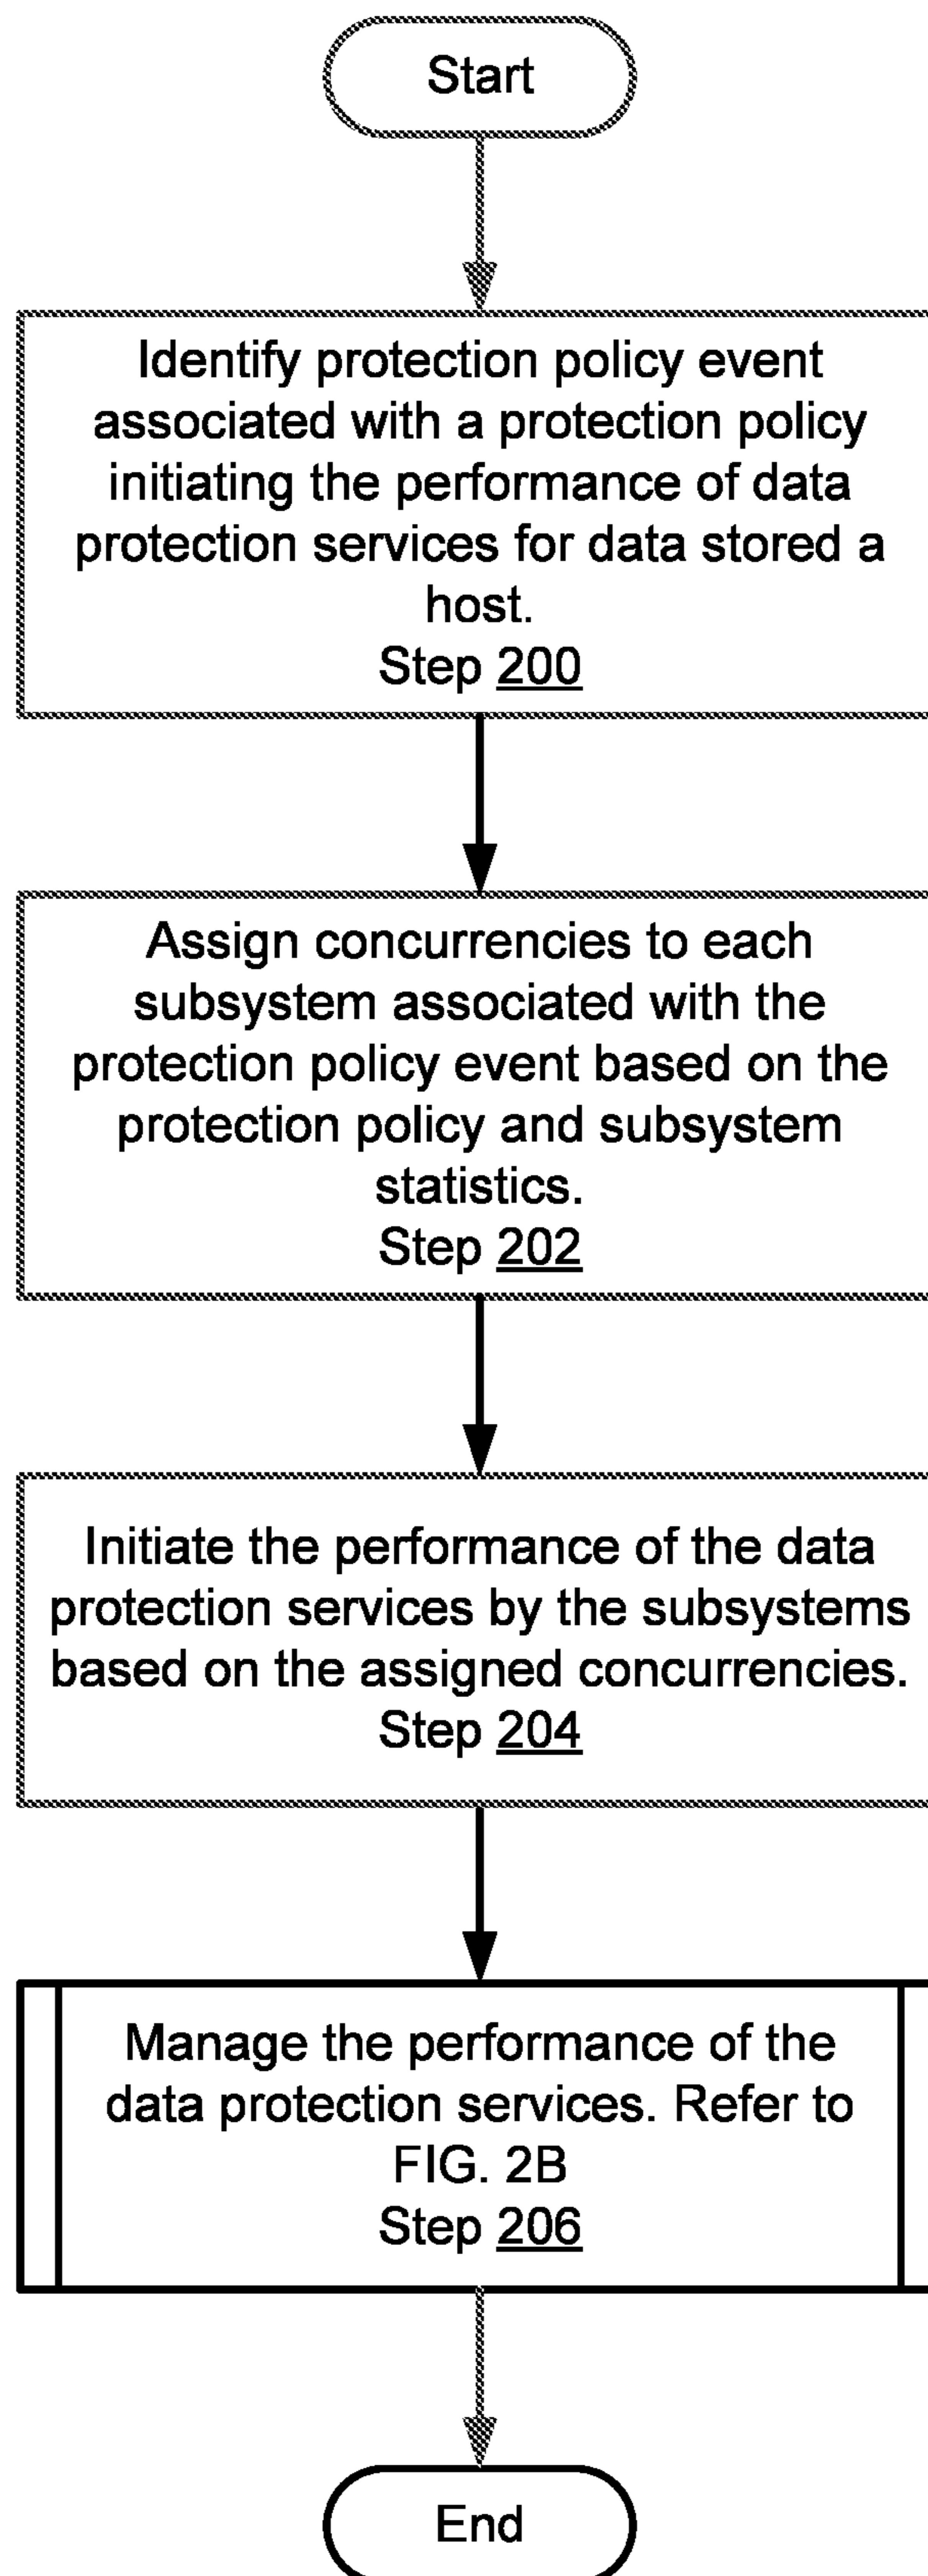 Start
Identify protection policy event
associated with a protection policy
initiating the performance of data
protection services for data stored a
host.
Step 200
Assign concurrencies to each
subsystem associated with the
protection policy event based on the
protection policy and subsystem
statistics.
Step 202
Initiate the performance of the data
protection services by the subsystems
based on the assigned concurrencies.
Step 204
Manage the performance of the
data protection services. Refer to
FIG. 2B
Step 206
End